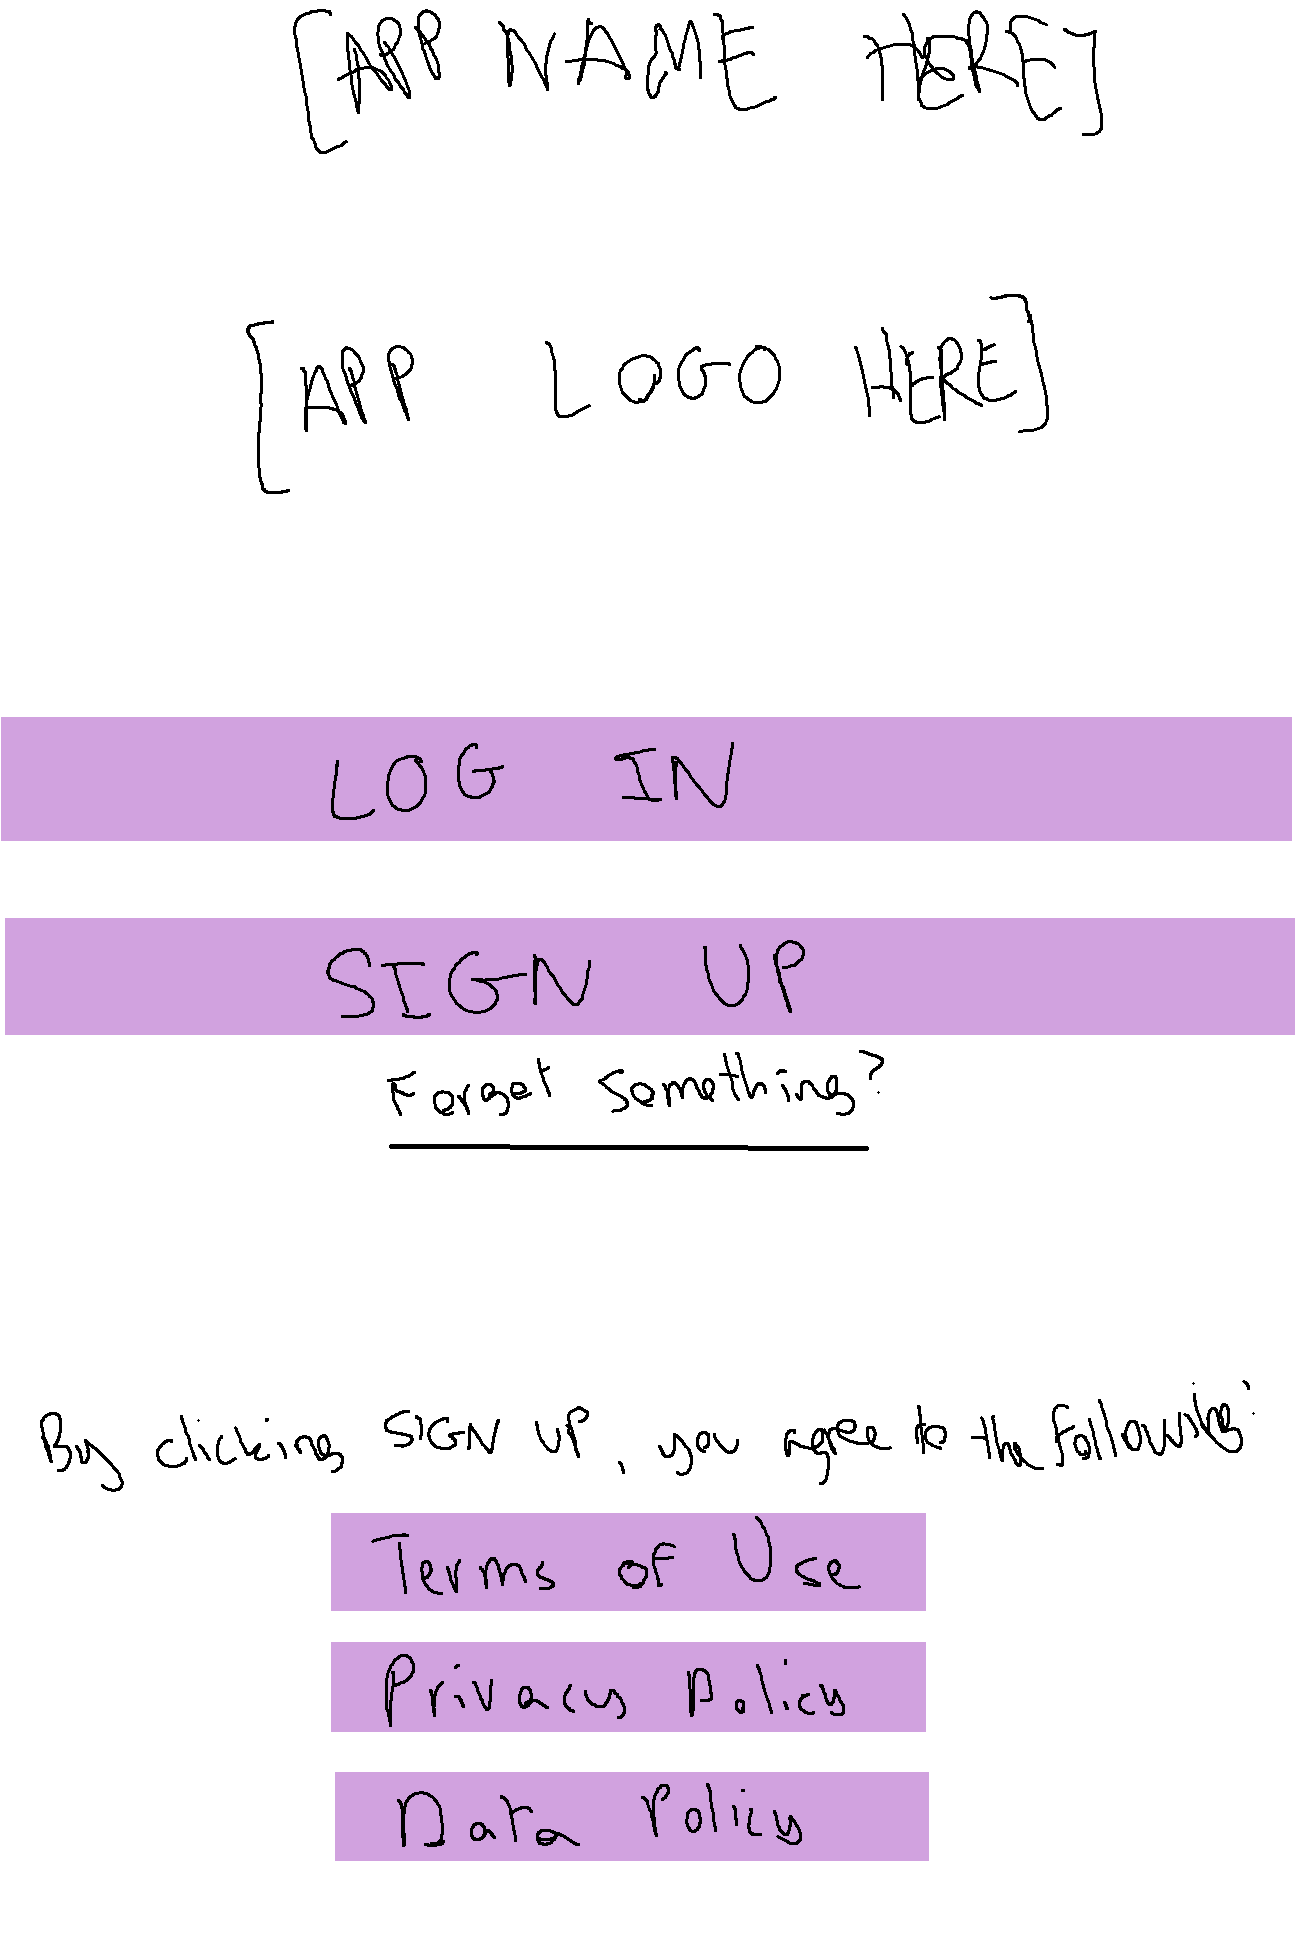 [APP NAME HERE]
[APP LOGO HERE]
LOG IN
SIGN UP
Forget something?
By clicking SIGN UP, you agree to the following:
Terms of Use
Privacy Policy
Data Policy